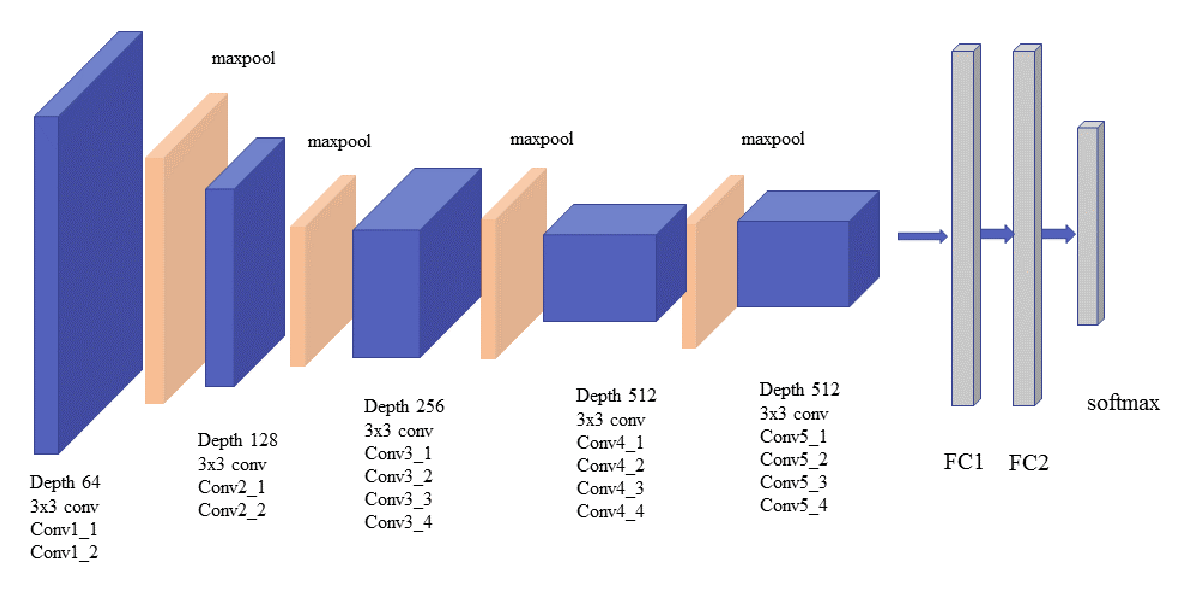 maxpool
maxpool
maxpool
maxpool
Depth 64
3x3 conv
Conv1_1
Conv1_2
Depth 128
3x3 conv
Conv2_1
Conv2_2
Depth 256
3x3 conv
Conv3_1
Conv3_2
Conv3_3
Conv3_4
Depth 512
3x3 conv
Conv4_1
Conv4_2
Conv4_3
Conv4_4
Depth 512
3x3 conv
Conv5_1
Conv5_2
Conv5_3
Conv5_4
FC1
FC2
softmax